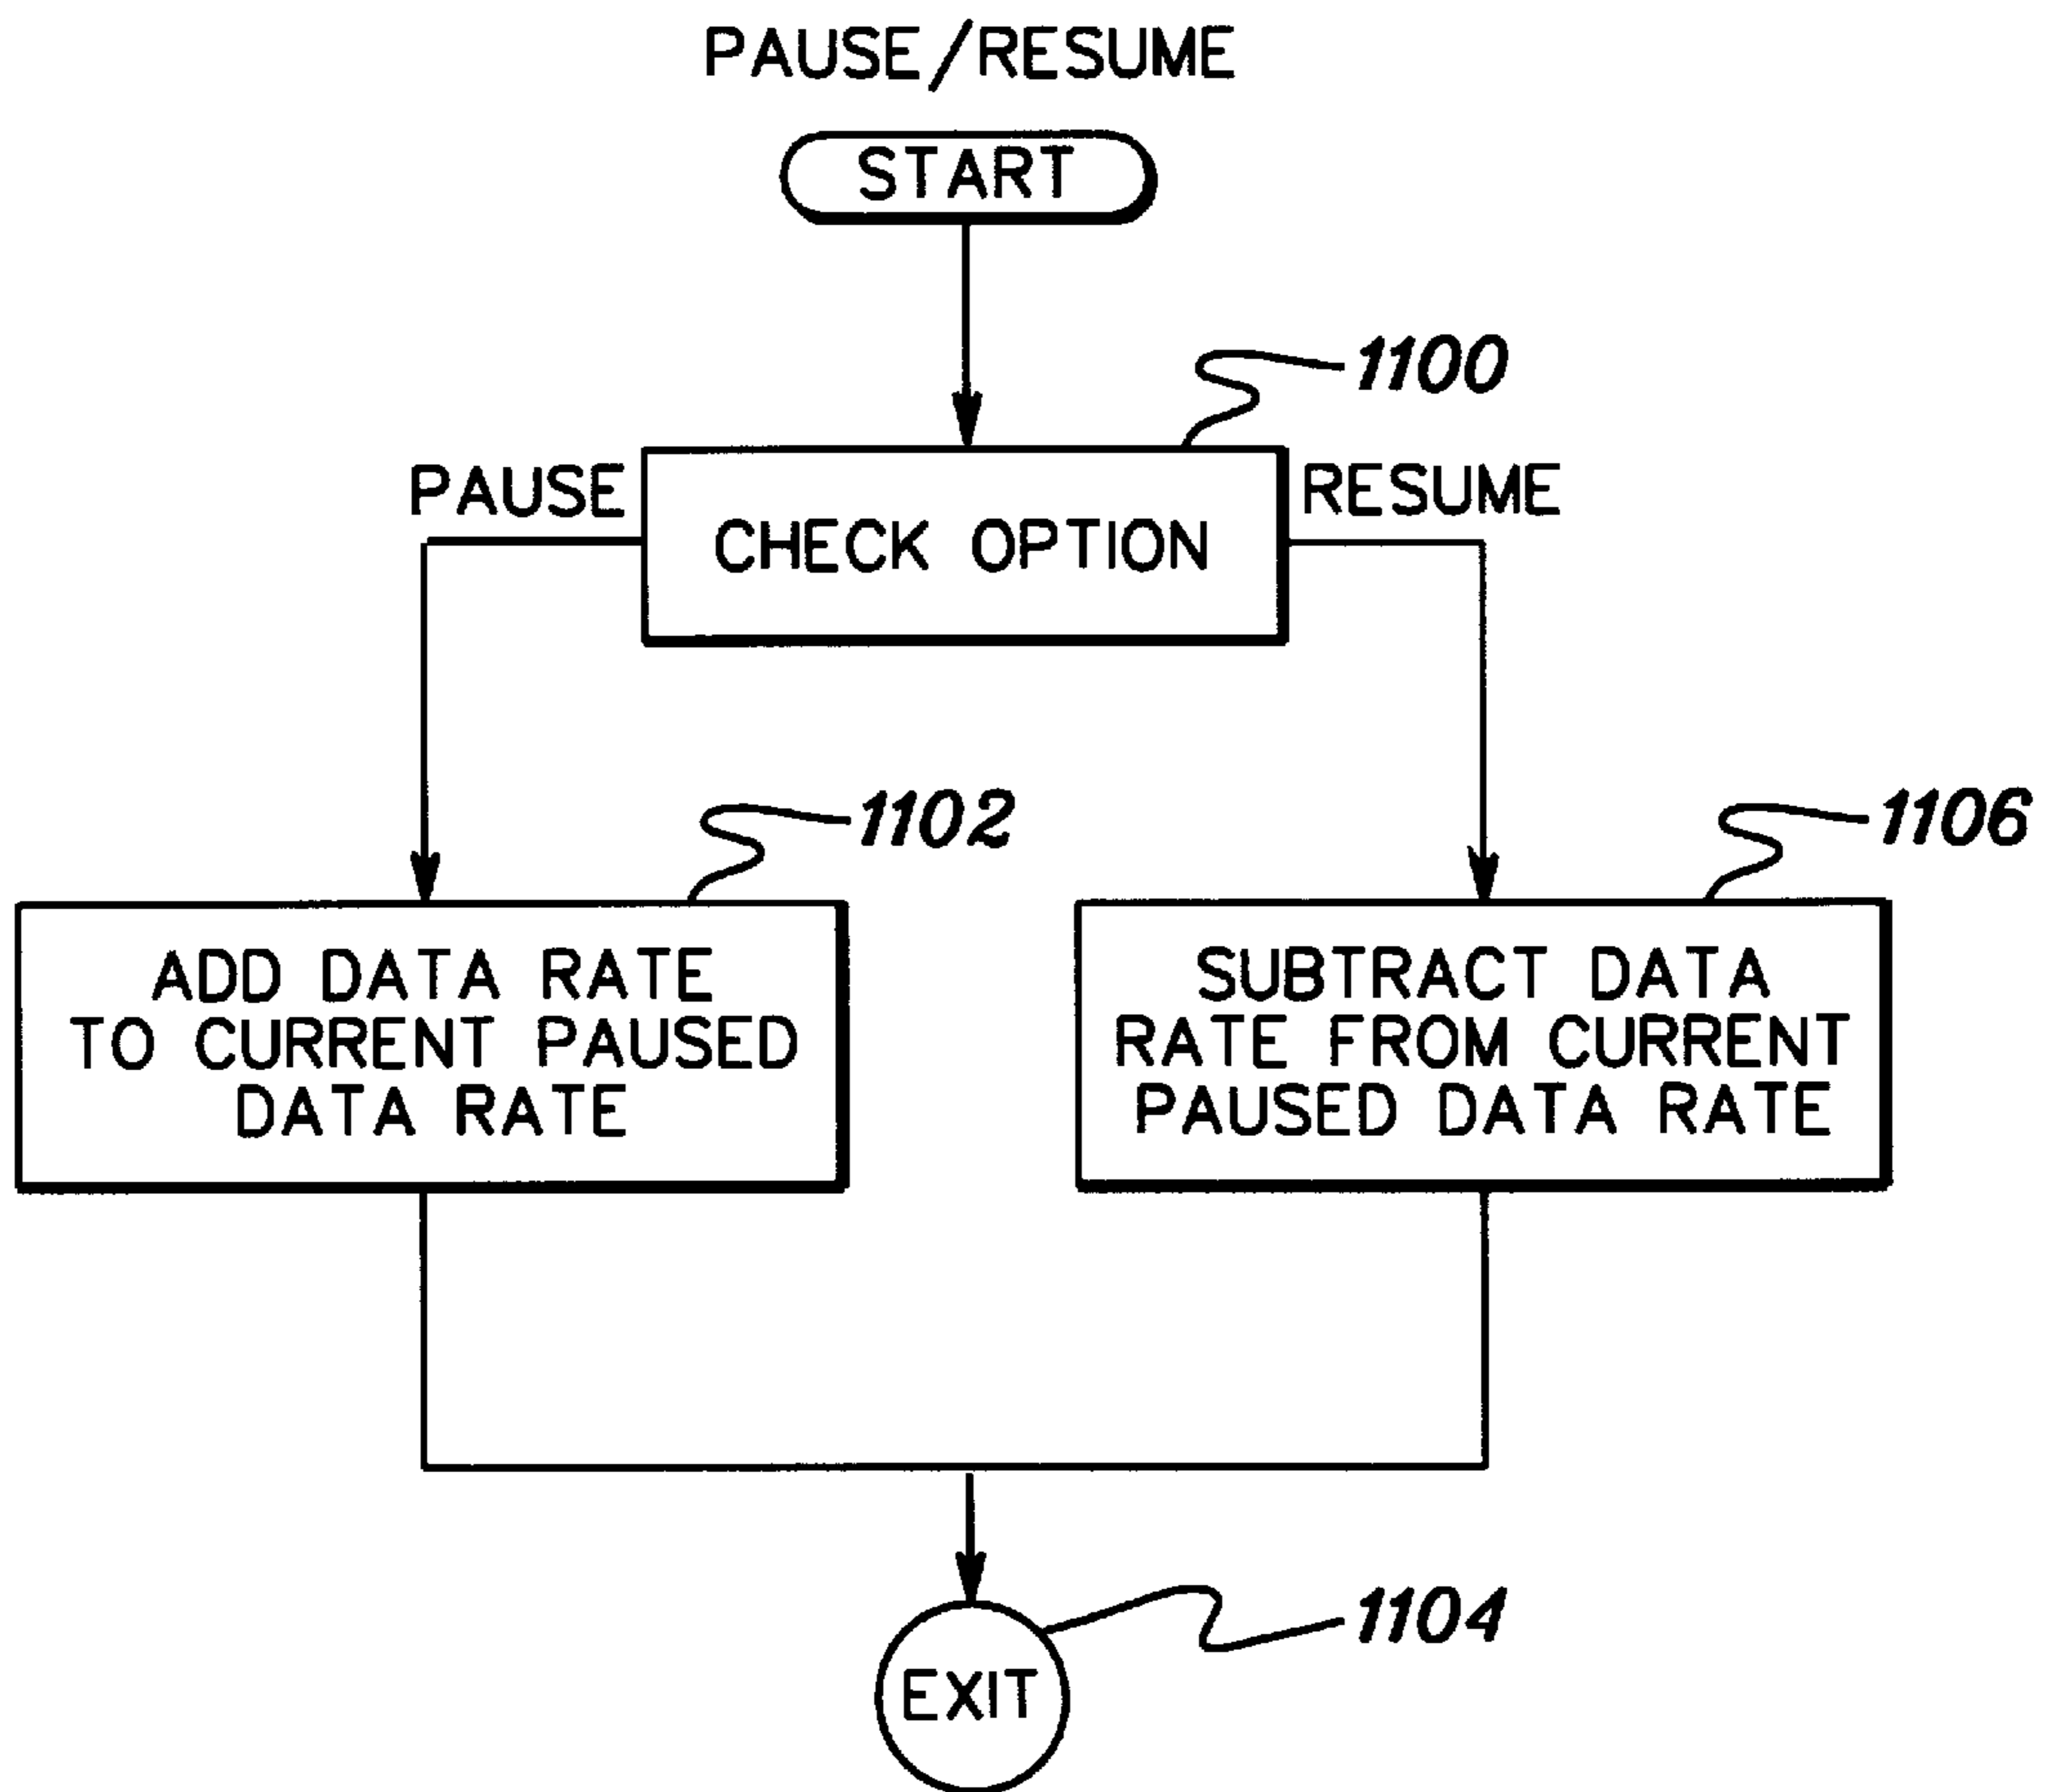 PAUSE/RESUME
START
1100
PAUSE
RESUME
CHECK OPTION
1102
1106
ADD DATA RATE
TO CURRENT PAUSED
DATA RATE
SUBTRACT DATA
RATE FROM CURRENT
PAUSED DATA RATE
1104
EXIT